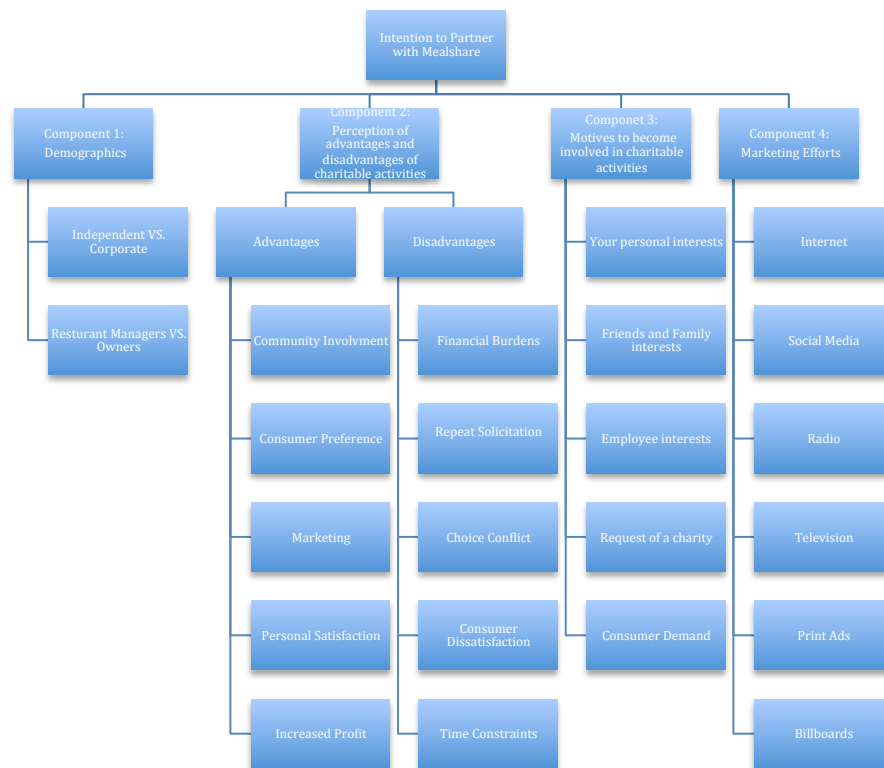 Intention to Partner
with Mealshare
Component 1:
Demographics
Independent VS.
Corporate
Resturant Managers VS.
Owners
Component 2:
Perception of
advantages and
disadvantages of
charitable activities
Advantages
Community Involvment
Consumer Preference
Marketing
Personal Satisfaction
Increased Profit
Disadvantages
Financial Burdens
Repeat Solicitation
Choice Conflict
Consumer
Dissatisfaction
Time Constraints
Componet 3:
Motives to become
involved in charitable
activities
Your personal interests
Friends and Family
interests
Employee interests
Request of a charity
Consumer Demand
Component 4:
Marketing Efforts
Internet
Social Media
Radio
Television
Print Ads
Billboards